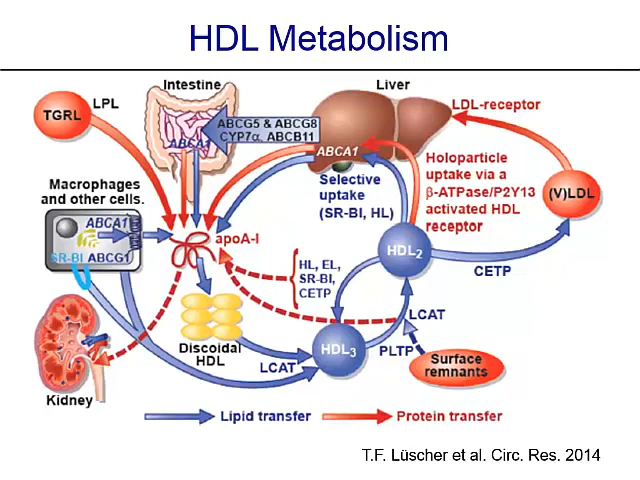 HDL Metabolism
Intestine
Liver
TGRL
LPL
ABCG5 & ABCG8
CYP7α, ABCB11
LDL-receptor
ABCA1
ABCA1
Macrophages
and other cells.
Selective
uptake
(SR-BI, HL)
Holoparticle
uptake via a
β-ATPase/P2Y13
activated HDL
receptor
(V)LDL
ABCA1
SR-BI ABCG1
apoA-I
HDL2
HL, EL,
SR-BI,
CETP
CETP
LCAT
Discoidal
HDL
LCAT
HDL3
PLTP
Surface
remnants
Kidney
Lipid transfer
Protein transfer
T.F. Lüscher et al. Circ. Res. 2014